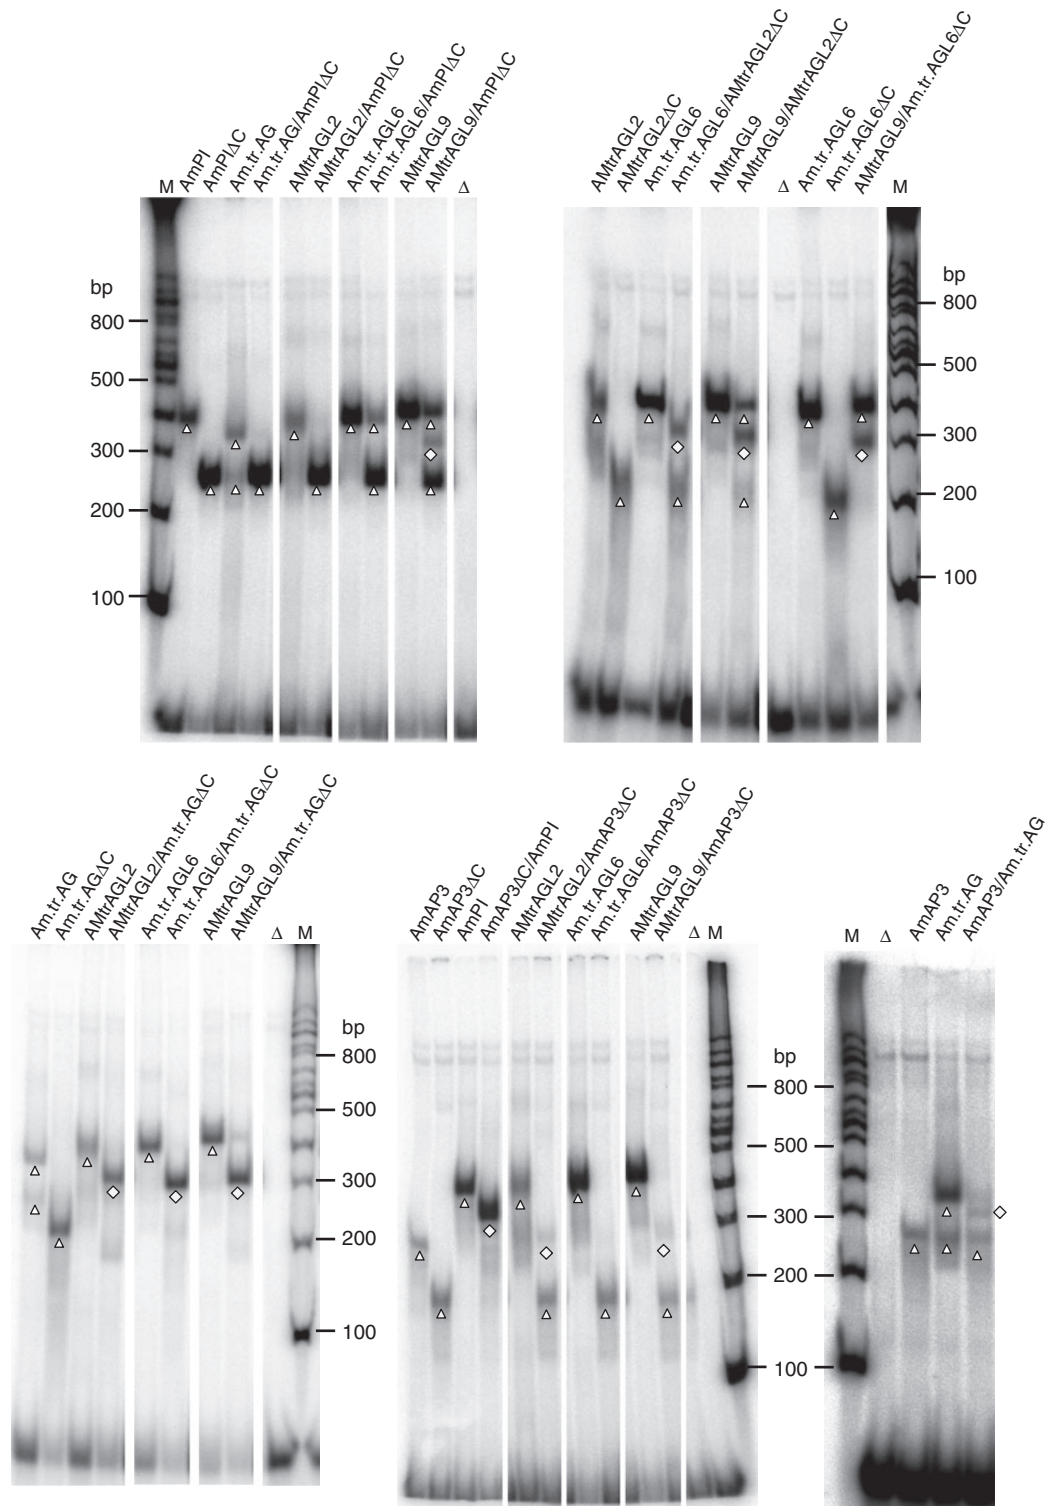 M AmPI AmPIΔC Am.tr.AG Am.tr.AG/AmPIΔC AMtrAGL2 AMtrAGL2/AmPIΔC Am.tr.AGL6 Am.tr.AGL6/AmPIΔC AMtrAGL9 AMtrAGL9/AmPIΔC Δ
bp
800
500
300
200
100
AMtrAGL2 AMtrAGL2ΔC Am.tr.AGL6 Am.tr.AGL6/AMtrAGL2ΔC AMtrAGL9 AMtrAGL9/AMtrAGL2ΔC Δ Am.tr.AGL6 Am.tr.AGL6ΔC AMtrAGL9/Am.tr.AGL6ΔC M
bp
800
500
300
200
100
Am.tr.AG Am.tr.AGΔC AMtrAGL2 AMtrAGL2/Am.tr.AGΔC Am.tr.AGL6 Am.tr.AGL6/Am.tr.AGΔC AMtrAGL9 AMtrAGL9/Am.tr.AGΔC Δ M
bp
800
500
300
200
100
AmAP3 AmAP3ΔC AmPI AmAP3ΔC/AmPI AMtrAGL2 AMtrAGL2/AmAP3ΔC Am.tr.AGL6 Am.tr.AGL6/AmAP3ΔC AMtrAGL9 AMtrAGL9/AmAP3ΔC Δ M
bp
800
500
300
200
100
M Δ AmAP3 Am.tr.AG AmAP3/Am.tr.AG